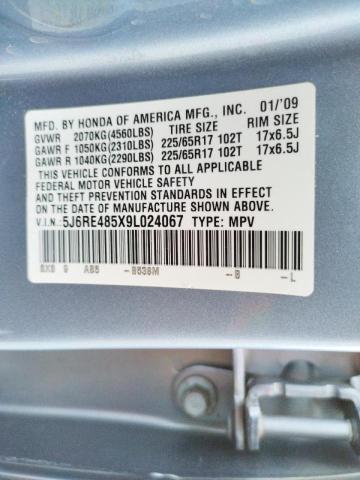 MFD. BY HONDA OF AMERICA MFG., INC. 01/'09
GVWR 2070KG(4560LBS) TIRE SIZE RIM SIZE
GAWR F 1050KG(2310LBS) 225/65R17 102T 17x6.5J
GAWR R 1040KG(2290LBS) 225/65R17 102T 17x6.5J
THIS VEHICLE CONFORMS TO ALL APPLICABLE
FEDERAL MOTOR VEHICLE SAFETY
AND THEFT PREVENTION STANDARDS IN EFFECT
ON THE DATE OF MANUFACTURE SHOWN ABOVE.
V.I.N: 5J6RE485X9L024067 TYPE: MPV
9 AB5 -B538M -B -L